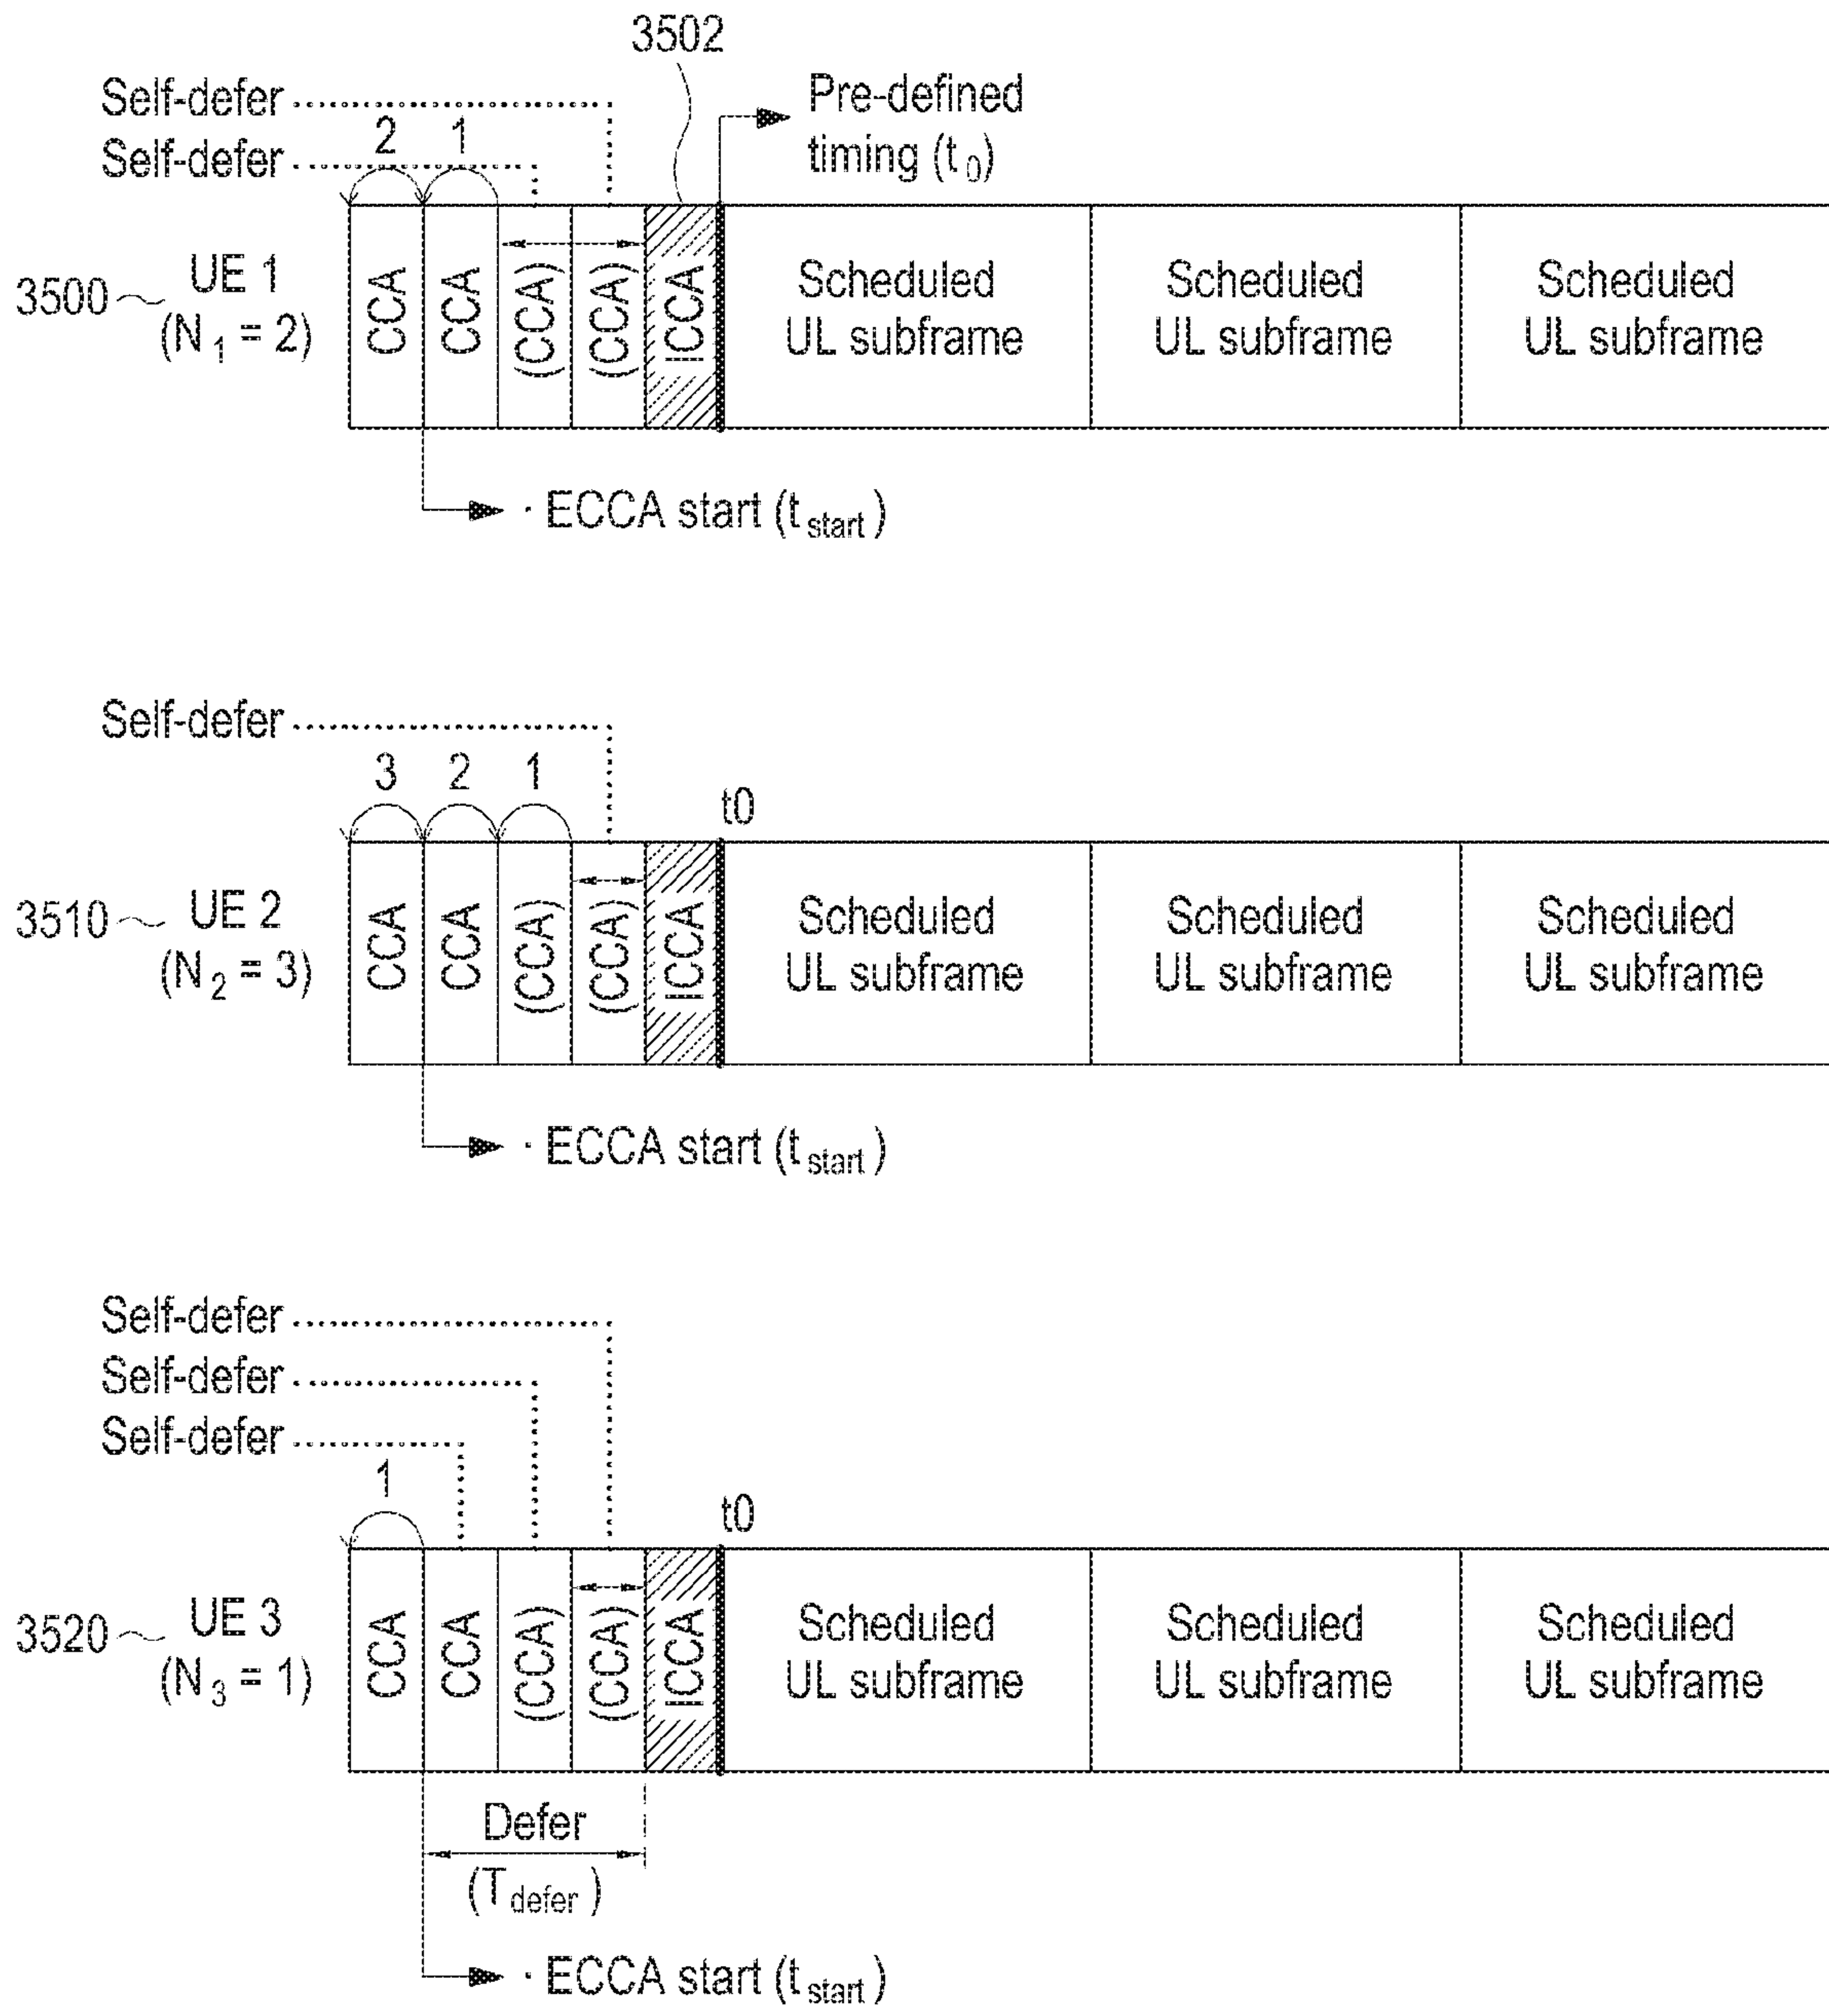 3502
Self-defer
Self-defer
2
1
Pre-defined
timing (t0)
3500
UE 1
(N1 = 2)
CCA
CCA
(CCA)
(CCA)
ICCA
Scheduled
UL subframe
Scheduled
UL subframe
Scheduled
UL subframe
· ECCA start (tstart)
Self-defer
3
2
1
t0
3510
UE 2
(N2 = 3)
CCA
CCA
(CCA)
(CCA)
ICCA
Scheduled
UL subframe
Scheduled
UL subframe
Scheduled
UL subframe
· ECCA start (tstart)
Self-defer
Self-defer
Self-defer
1
t0
3520
UE 3
(N3 = 1)
CCA
CCA
(CCA)
(CCA)
ICCA
Scheduled
UL subframe
Scheduled
UL subframe
Scheduled
UL subframe
Defer
(Tdefer)
· ECCA start (tstart)